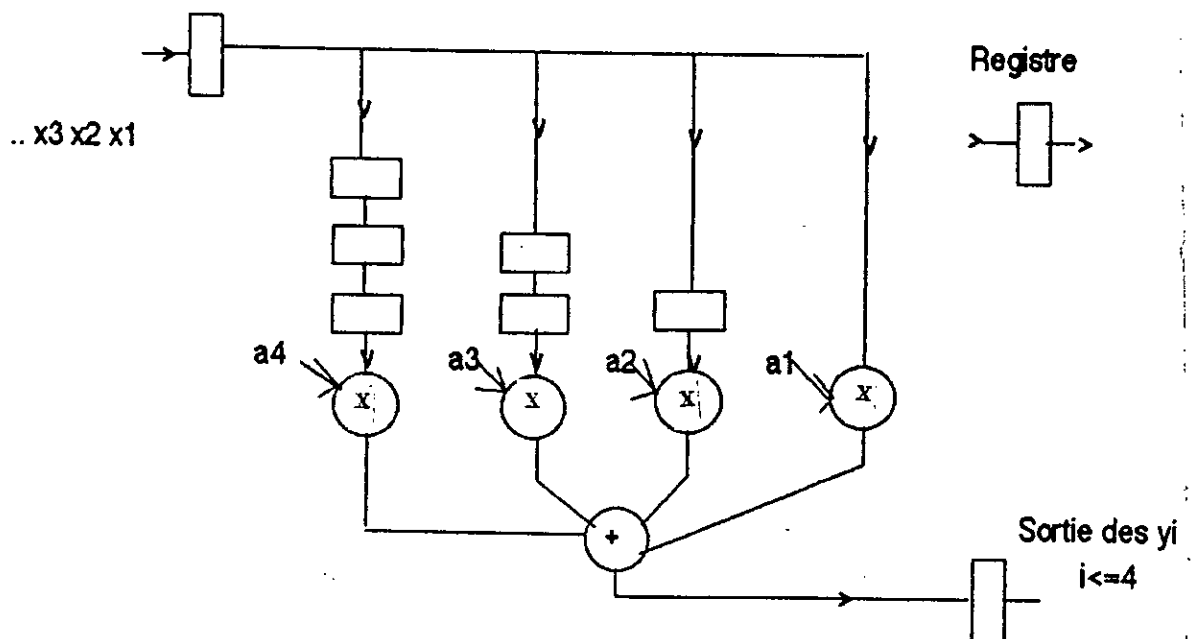 Registre
.. x3 x2 x1
a4
a3
a2
a1
x
x
x
x
+
Sortie des yi
i<=4